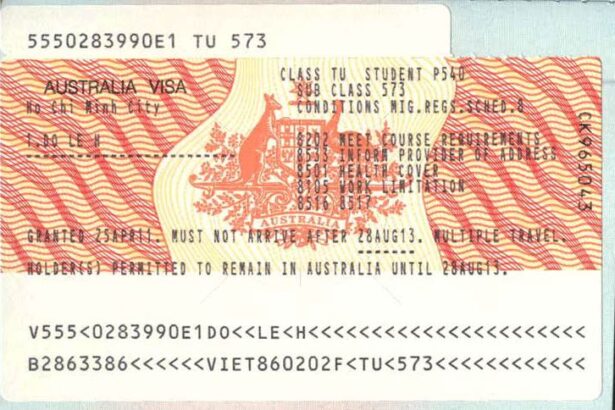 5550283990E1 TU 573
AUSTRALIA VISA
Ho Chi Minh City
1.DO LE H
CLASS TU STUDENT P540
SUB CLASS 573
CONDITIONS MIG.REGS.SCHED.8
8202 MEET COURSE REQUIREMENTS
8533 INFORM PROVIDER OF ADDRESS
8501 HEALTH COVER
8105 WORK LIMITATION
8516 8517
CK965043
AUSTRALIA
GRANTED 25APR11. MUST NOT ARRIVE AFTER 28AUG13. MULTIPLE TRAVEL.
HOLDER(S) PERMITTED TO REMAIN IN AUSTRALIA UNTIL 28AUG13.
V555<0283990E1DO<<LE<H<<<<<<<<<<<<<<<<<<<<<<
B2863386<<<<<<VIET860202F<TU<573<<<<<<<<<<<<